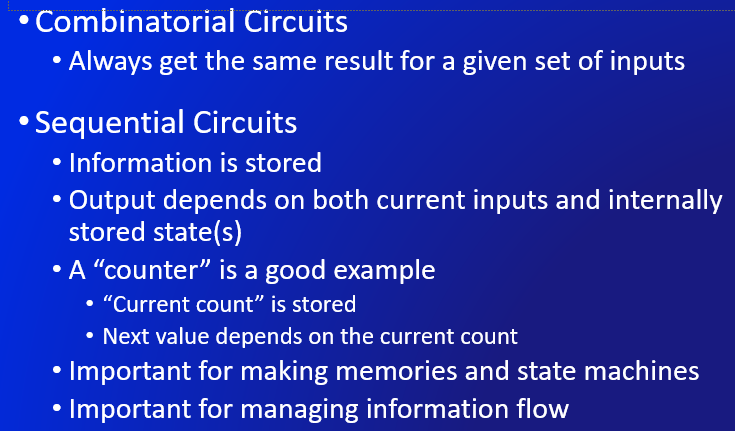 • Combinatorial Circuits
• Always get the same result for a given set of inputs
• Sequential Circuits
• Information is stored
• Output depends on both current inputs and internally
stored state(s)
• A “counter” is a good example
• “Current count” is stored
• Next value depends on the current count
• Important for making memories and state machines
• Important for managing information flow